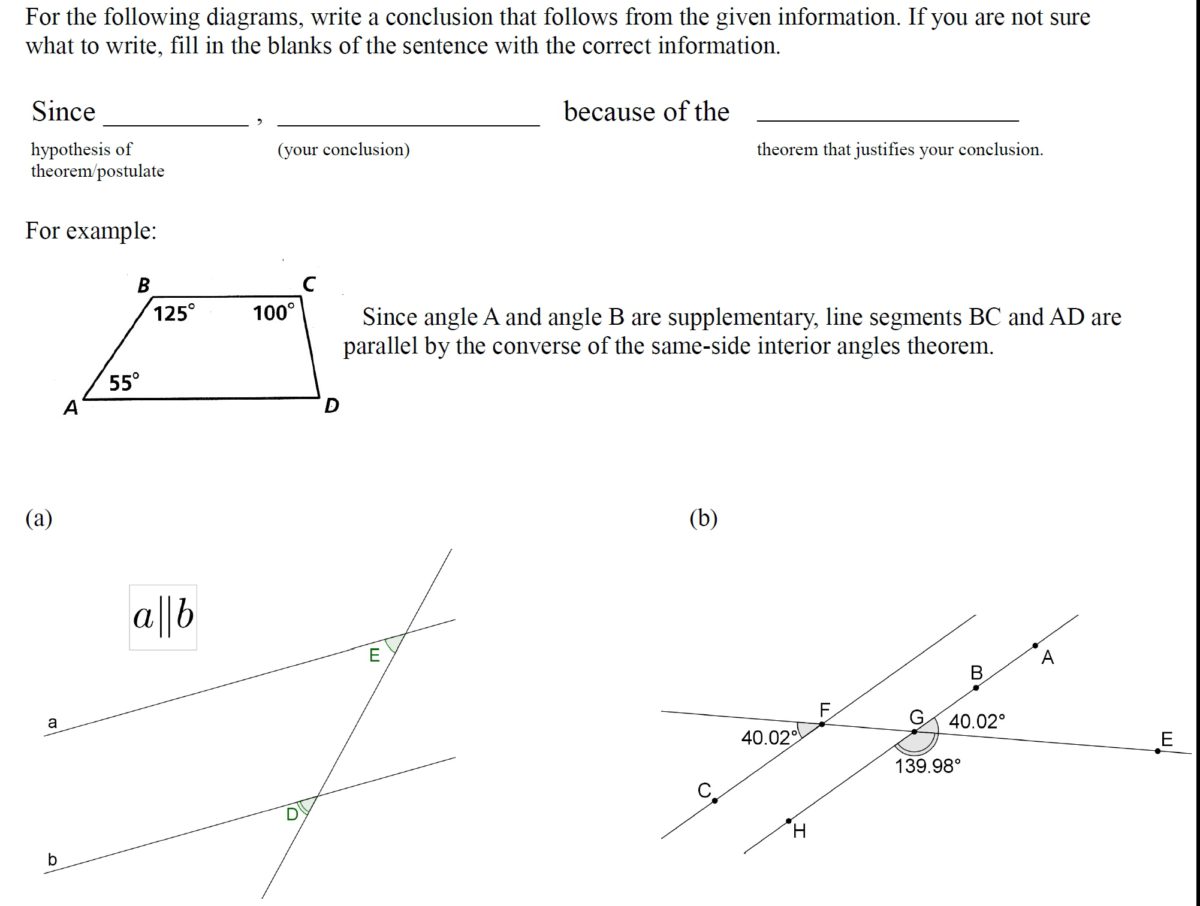 For the following diagrams, write a conclusion that follows from the given information. If you are not sure
what to write, fill in the blanks of the sentence with the correct information.
Since ____________ , ______________________ because of the ______________________
hypothesis of
theorem/postulate
(your conclusion)
theorem that justifies your conclusion.
For example:
B
C
125°
100°
55°
A
D
Since angle A and angle B are supplementary, line segments BC and AD are
parallel by the converse of the same-side interior angles theorem.
(a)
a||b
E
a
D
b
(b)
A
B
F
G
40.02°
40.02°
E
139.98°
C
H